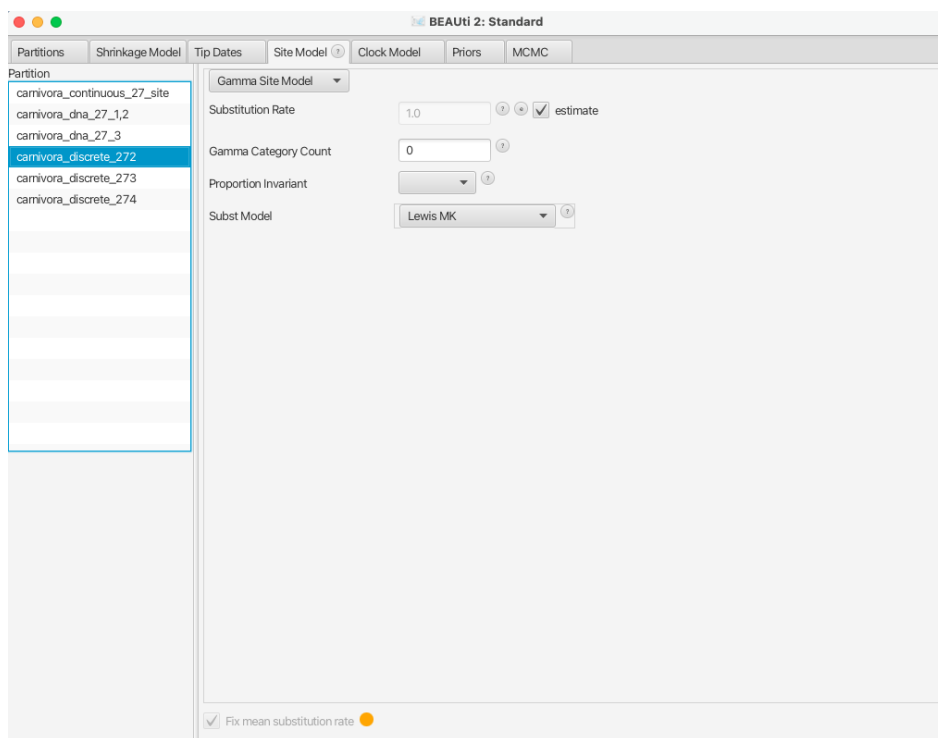 BEAUti 2: Standard
Partitions Shrinkage Model Tip Dates Site Model ? Clock Model Priors MCMC
Partition
carnivora_continuous_27_site
carnivora_dna_27_1,2
carnivora_dna_27_3
carnivora_discrete_272
carnivora_discrete_273
carnivora_discrete_274
Gamma Site Model
Substitution Rate 1.0 ? estimate
Gamma Category Count 0 ?
Proportion Invariant ?
Subst Model Lewis MK ?
Fix mean substitution rate